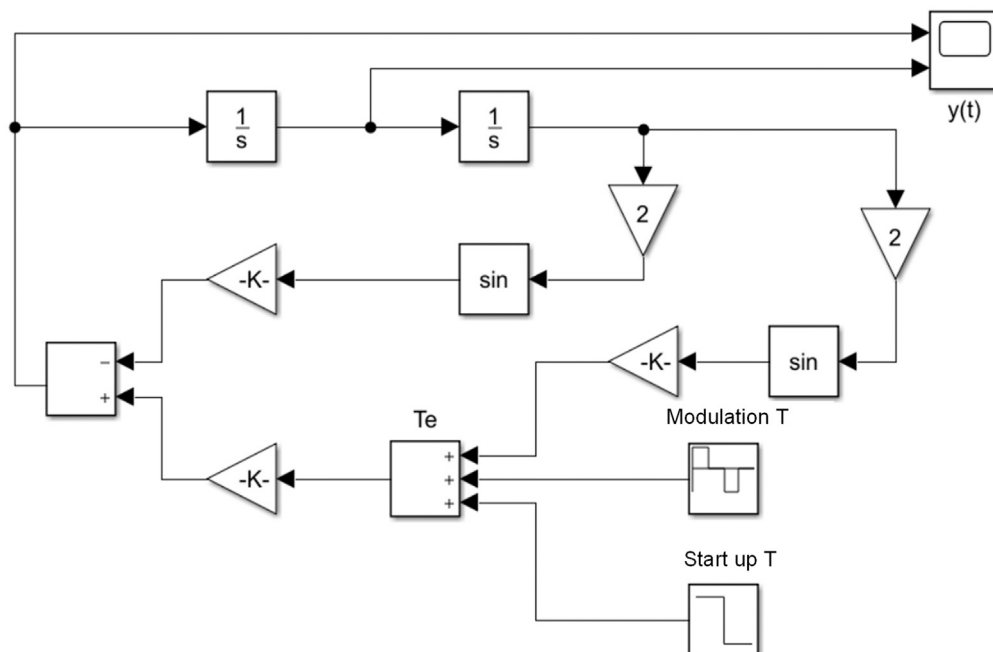 y(t)
1
s
1
s
2
2
-K-
sin
-K-
sin
−
+
Te
Modulation T
-K-
+
+
+
Start up T